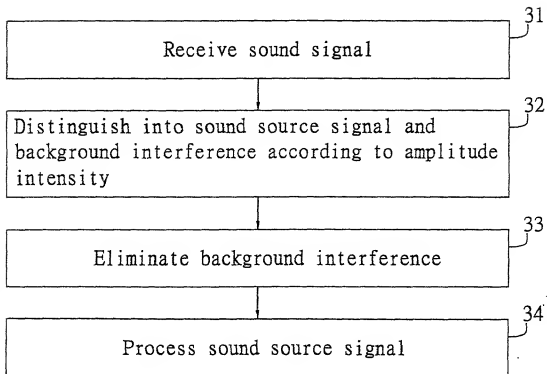 31
Receive sound signal
32
Distinguish into sound source signal and
background interference according to amplitude
intensity
33
Eliminate background interference
34
Process sound source signal